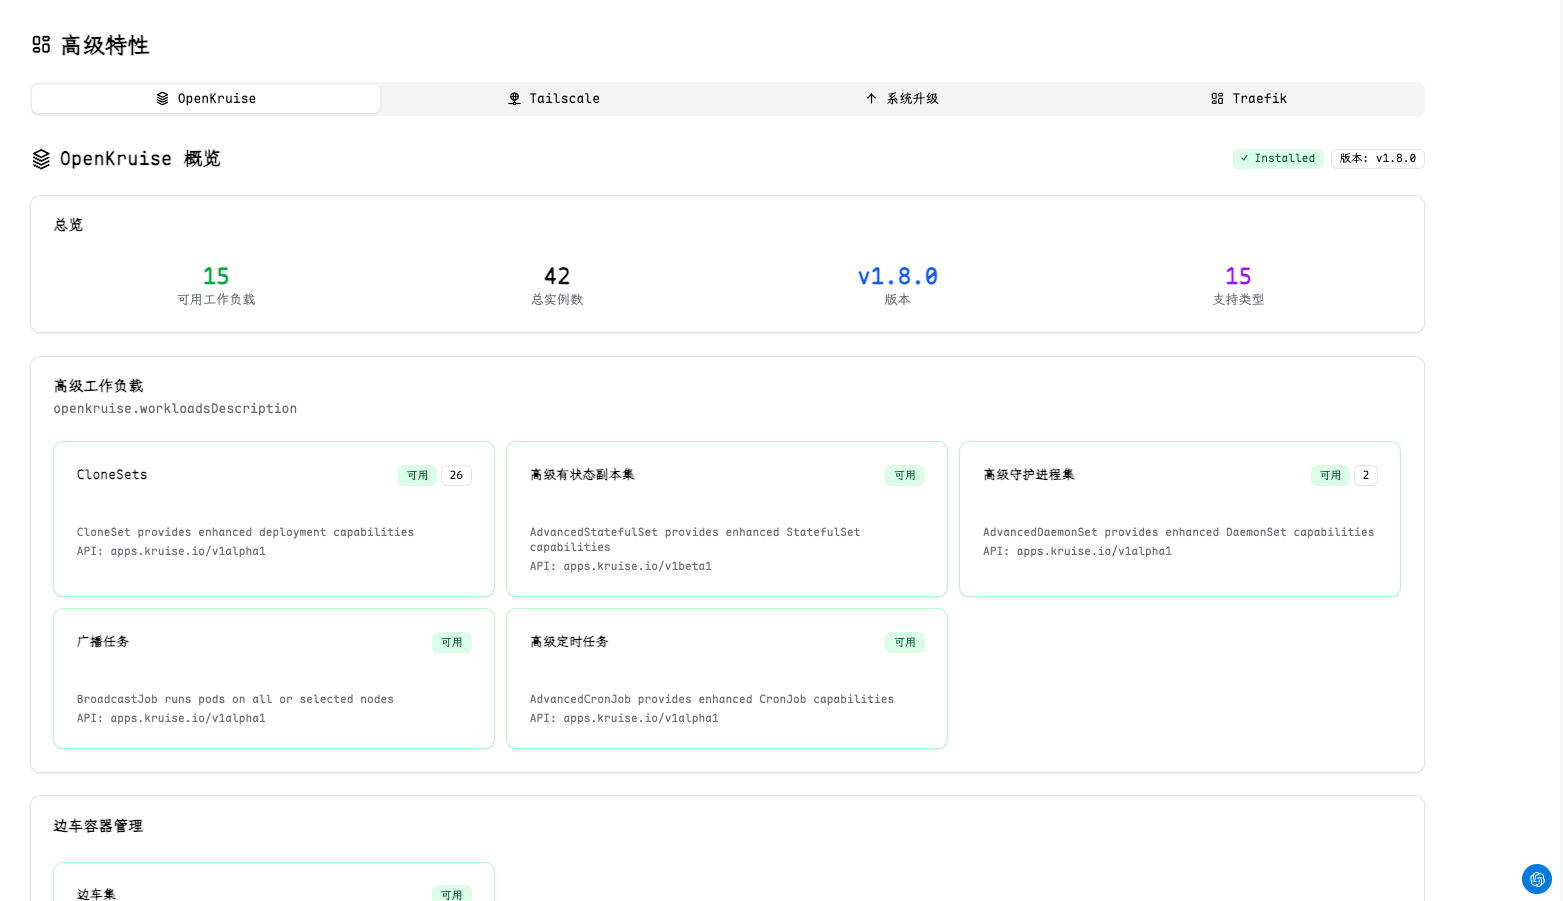 高级特性
OpenKruise
Tailscale
系统升级
Traefik
OpenKruise 概览
✓ Installed
版本: v1.8.0
总览
15
可用工作负载
42
总实例数
v1.8.0
版本
15
支持类型
高级工作负载
openkruise.workloadsDescription
CloneSets
可用
26
CloneSet provides enhanced deployment capabilities
API: apps.kruise.io/v1alpha1
高级有状态副本集
可用
AdvancedStatefulSet provides enhanced StatefulSet
capabilities
API: apps.kruise.io/v1beta1
高级守护进程集
可用
2
AdvancedDaemonSet provides enhanced DaemonSet capabilities
API: apps.kruise.io/v1alpha1
广播任务
可用
BroadcastJob runs pods on all or selected nodes
API: apps.kruise.io/v1alpha1
高级定时任务
可用
AdvancedCronJob provides enhanced CronJob capabilities
API: apps.kruise.io/v1alpha1
边车容器管理
边车集
可用